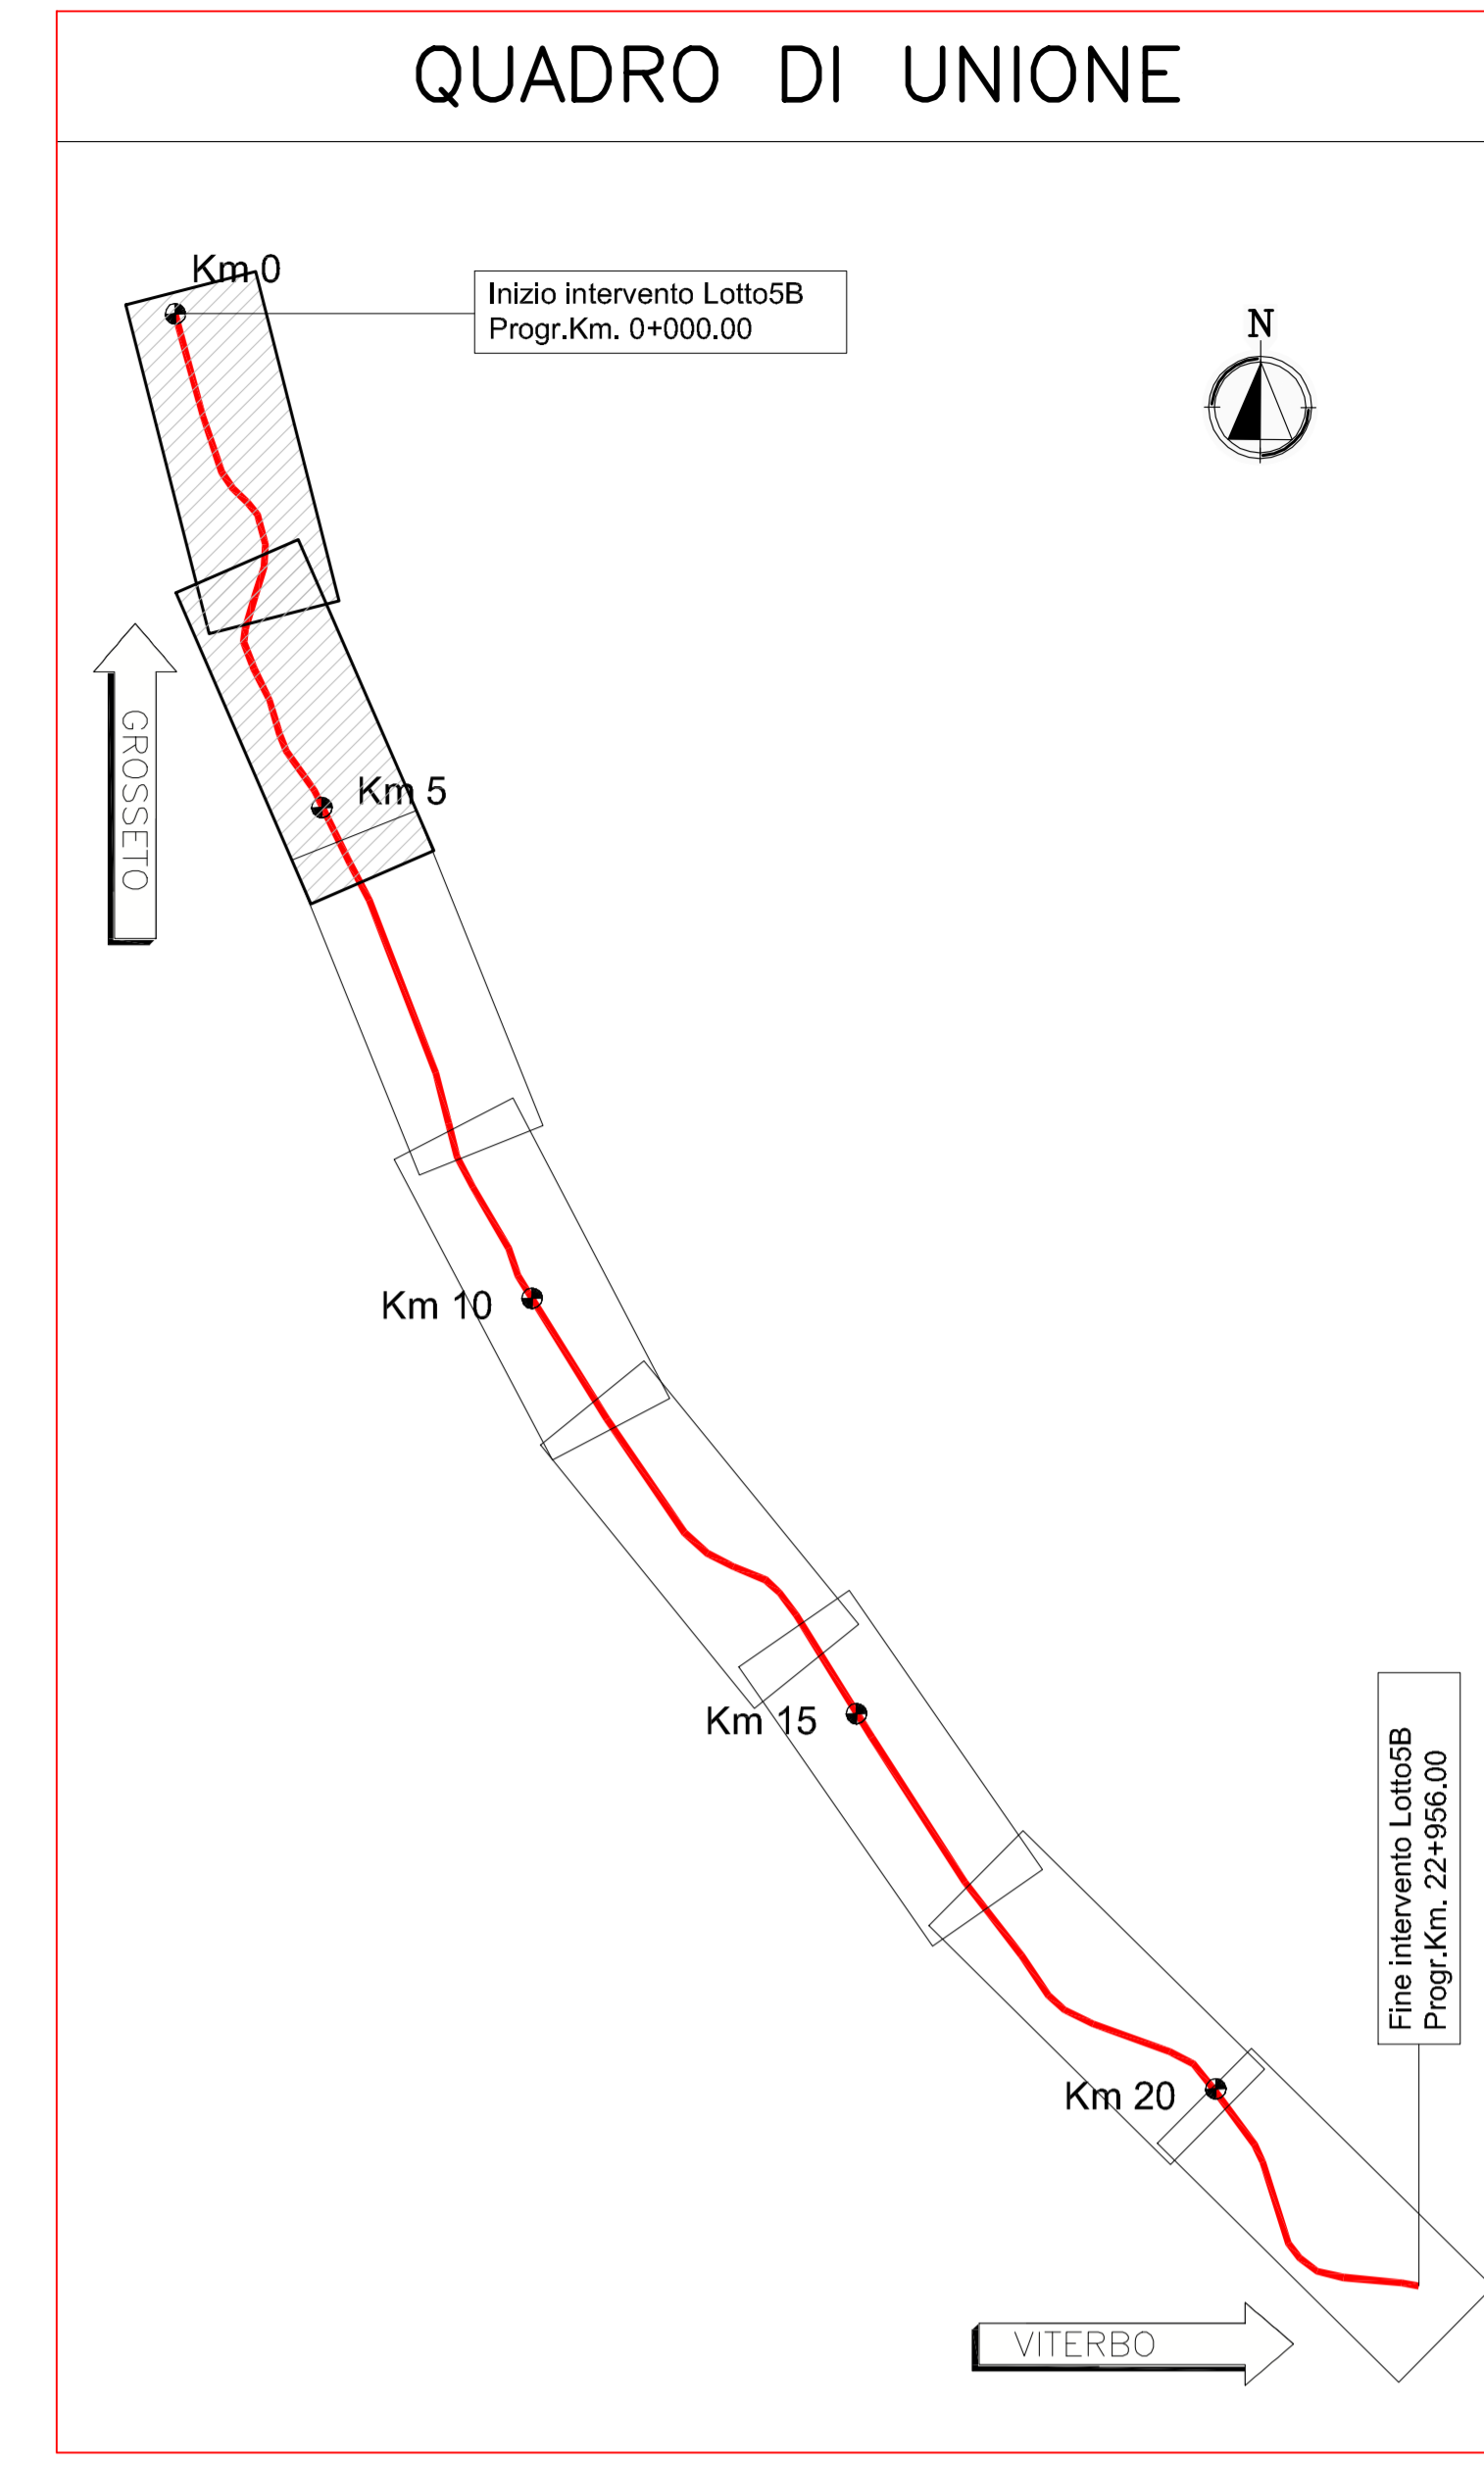 QUADRO DI UNIONE
Km 0
Inizio intervento Lotto5B
Progr.Km. 0+000.00
N
GROSSETO
Km 5
Km 10
Km 15
Fine intervento Lotto5B
Progr.Km. 22+956.00
Km 20
VITERBO